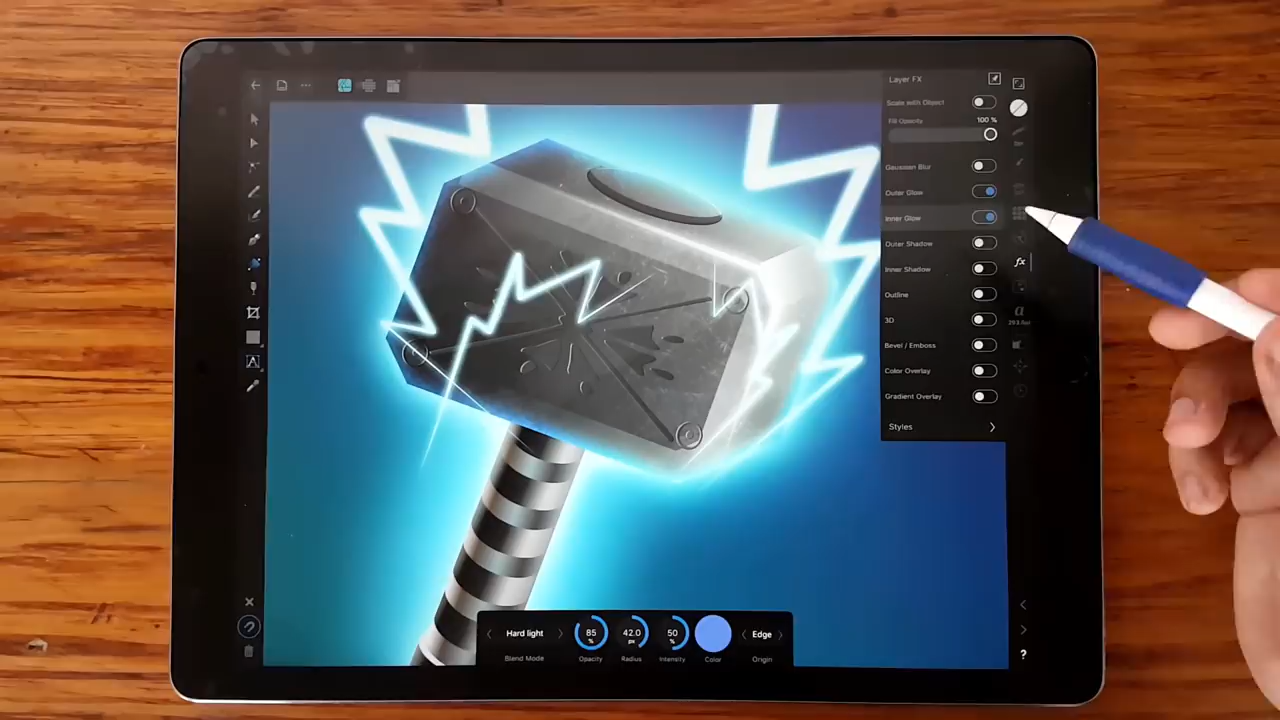 Layer FX
Scale with Object
Fill Opacity 100 %
Gaussian Blur
Outer Glow
Inner Glow
Outer Shadow
Inner Shadow
fx
Outline
a
3D
Bevel / Emboss
Color Overlay
Gradient Overlay
Styles
A
Hard light 85 % 42.0 px 50 % Edge
Blend Mode Opacity Radius Intensity Color Origin
?